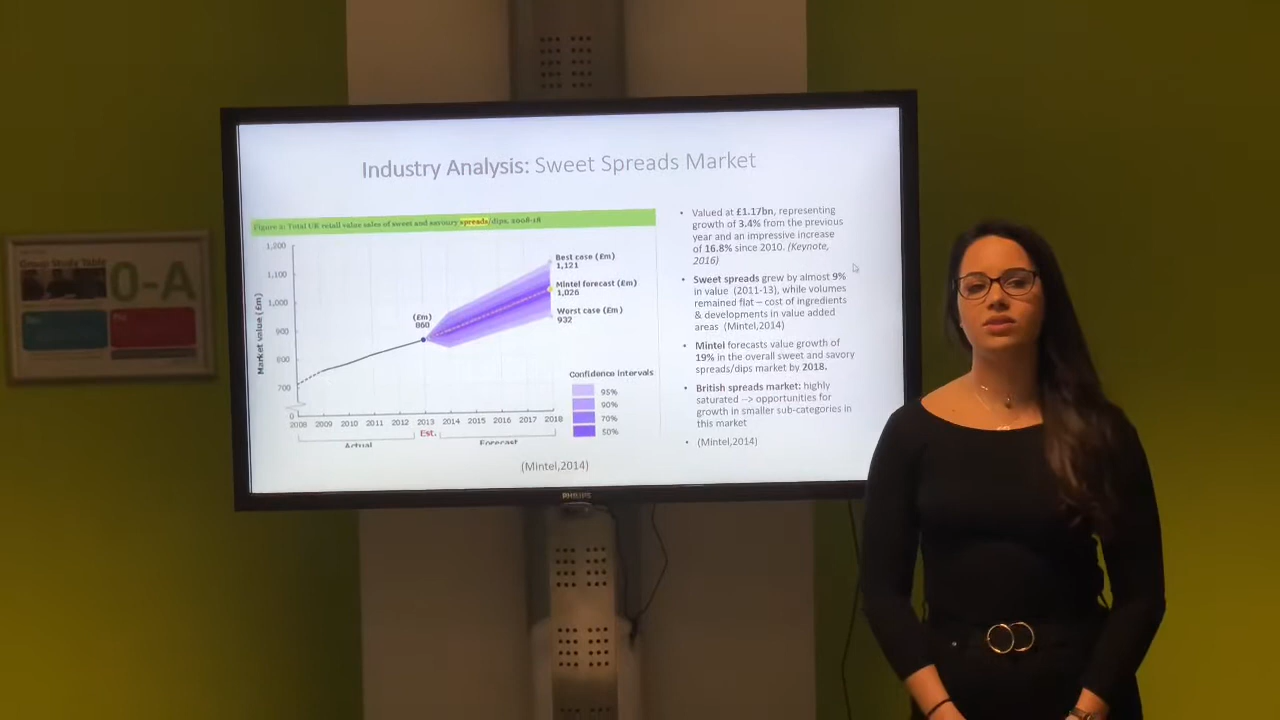 Industry Analysis: Sweet Spreads Market
Figure 2: Total UK retail value sales of sweet and savoury spreads/dips, 2008-18
Market value (£m)
1,200
1,100
1,000
900
800
700
0
2008 2009 2010 2011 2012 2013 2014 2015 2016 2017 2018
Actual
Est.
Forecast
(£m)
860
Best case (£m)
1,121
Mintel forecast (£m)
1,026
Worst case (£m)
932
Confidence intervals
95%
90%
70%
50%
(Mintel,2014)
• Valued at £1.17bn, representing
growth of 3.4% from the previous
year and an impressive increase
of 16.8% since 2010. (Keynote,
2016)
• Sweet spreads grew by almost 9%
in value (2011-13), while volumes
remained flat – cost of ingredients
& developments in value added
areas (Mintel,2014)
• Mintel forecasts value growth of
19% in the overall sweet and savory
spreads/dips market by 2018.
• British spreads market: highly
saturated --> opportunities for
growth in smaller sub-categories in
this market
• (Mintel,2014)
PHILIPS
Group Study Table
0-A